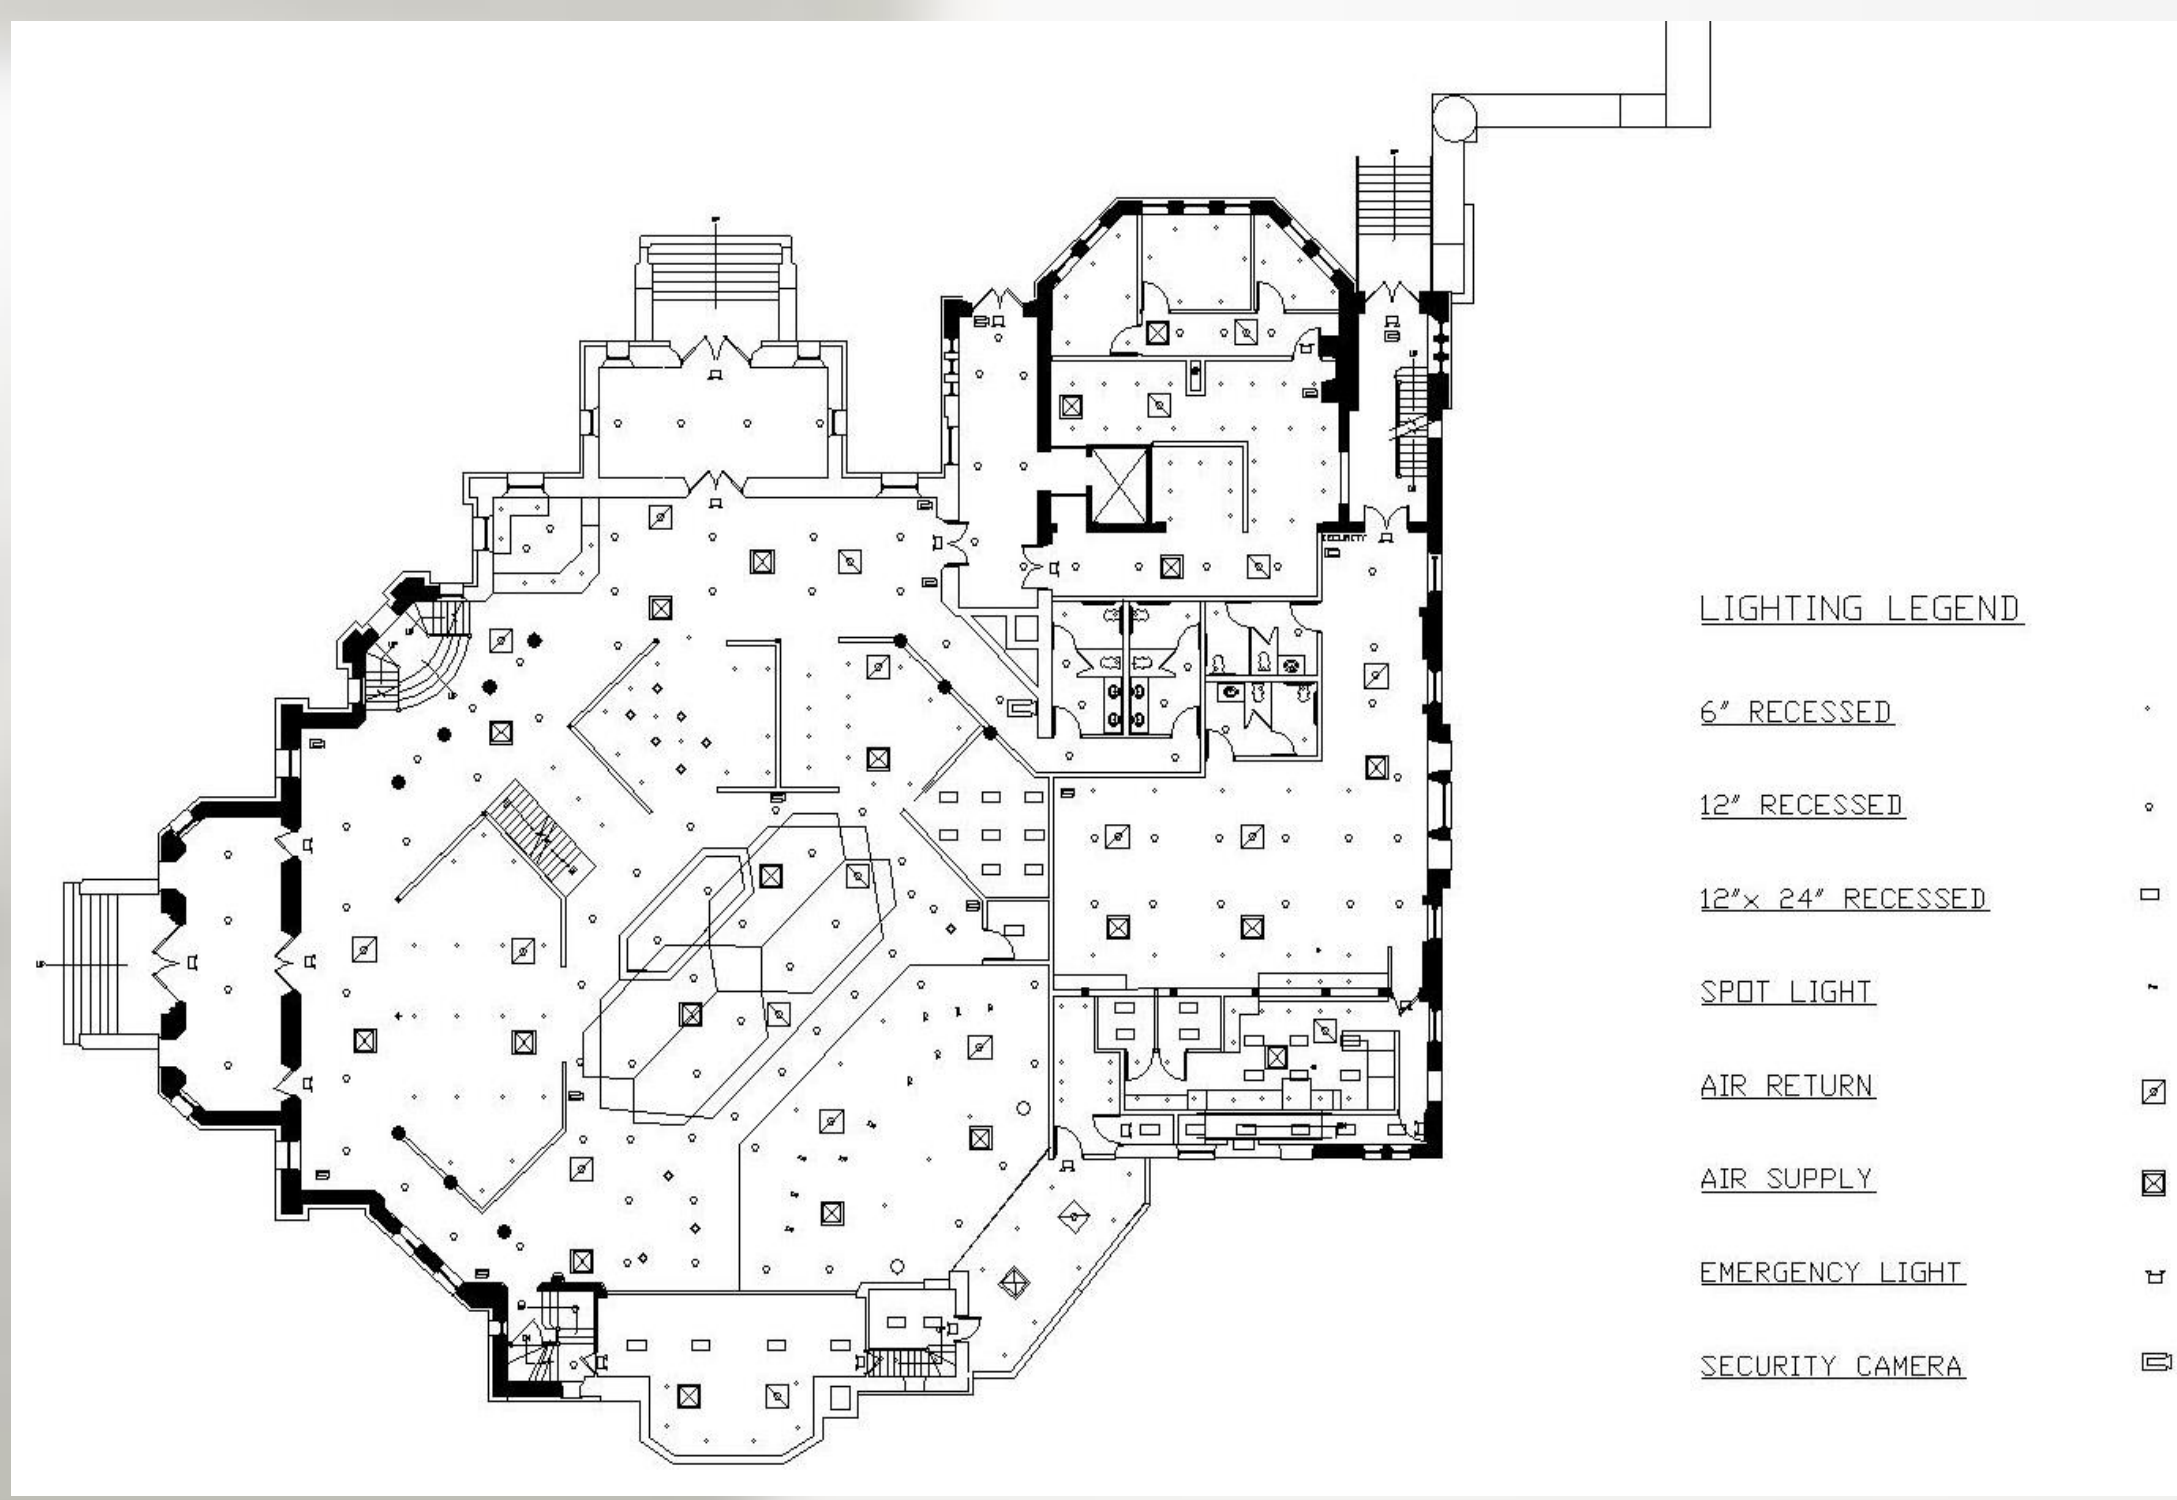 SECURITY
LIGHTING LEGEND
6" RECESSED
12" RECESSED
12"x 24" RECESSED
SPOT LIGHT
AIR RETURN
AIR SUPPLY
EMERGENCY LIGHT
SECURITY CAMERA